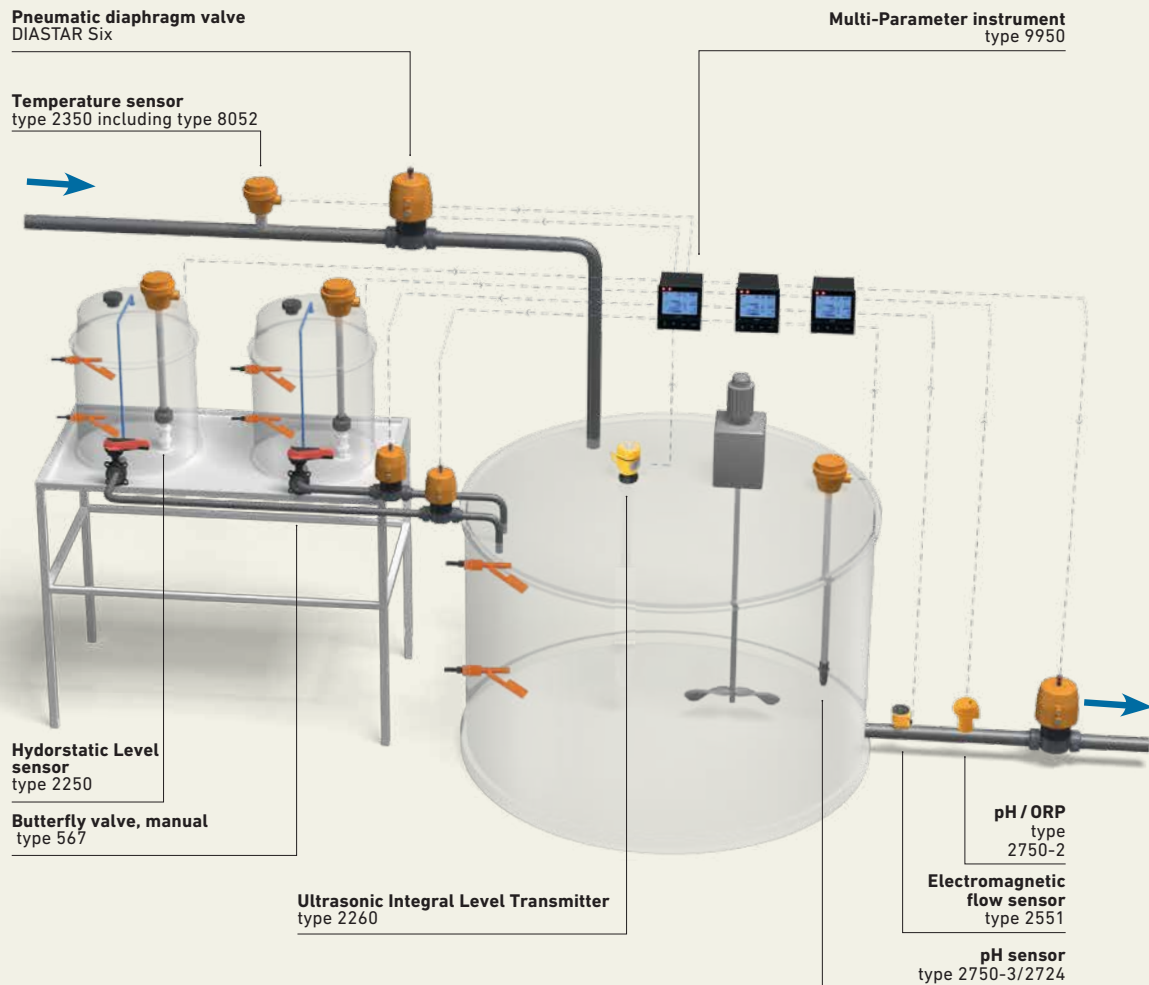 Pneumatic diaphragm valve
DIASTAR Six
Multi-Parameter instrument
type 9950
Temperature sensor
type 2350 including type 8052
Hydorstatic Level
sensor
type 2250
Butterfly valve, manual
type 567
Ultrasonic Integral Level Transmitter
type 2260
pH / ORP
type
2750-2
Electromagnetic
flow sensor
type 2551
pH sensor
type 2750-3/2724